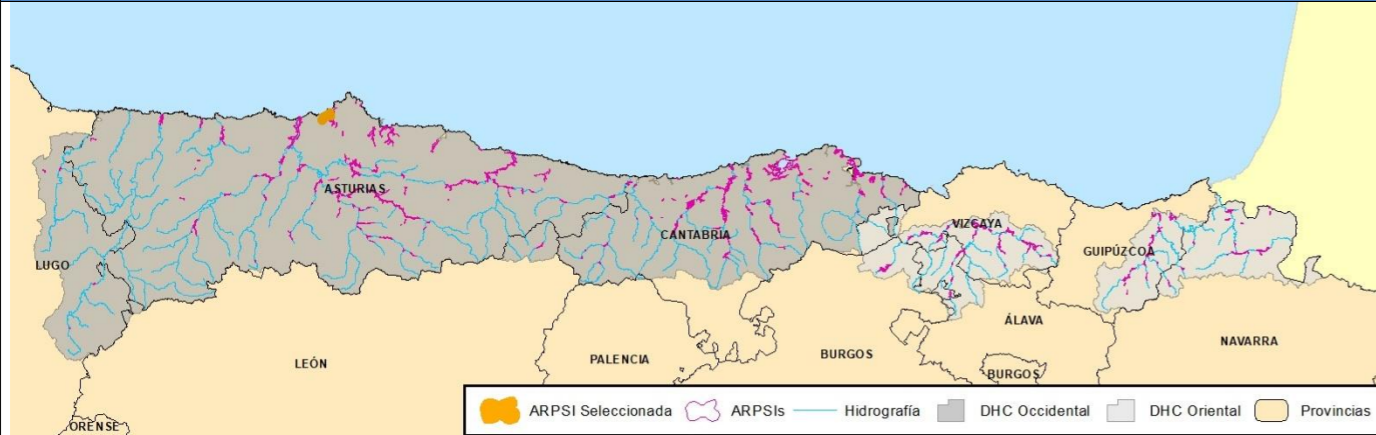 ASTURIAS
CANTABRIA
VIZCAYA
GUIPÚZCOA
LUGO
ÁLAVA
NAVARRA
LEÓN
PALENCIA
BURGOS
BURGOS
ORENSE
ARPSI Seleccionada ARPSIs Hidrografía DHC Occidental DHC Oriental Provincias